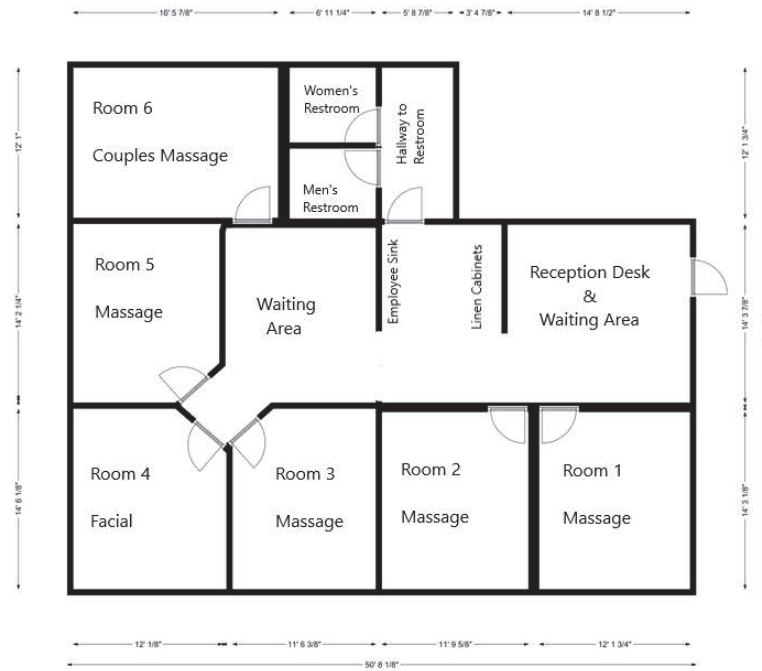 16' 5 7/8"
6' 11 1/4"
5' 8 7/8"
3' 4 7/8"
14' 8 1/2"
12' 1"
12' 1 3/4"
Room 6
Couples Massage
Women's
Restroom
Hallway to
Restroom
Men's
Restroom
14' 2 1/4"
14' 3 7/8"
Room 5
Massage
Waiting
Area
Employee Sink
Linen Cabinets
Reception Desk
&
Waiting Area
14' 6 1/8"
14' 3 1/8"
Room 4
Facial
Room 3
Massage
Room 2
Massage
Room 1
Massage
12' 1/8"
11' 6 3/8"
11' 9 5/8"
12' 1 3/4"
50' 8 1/8"